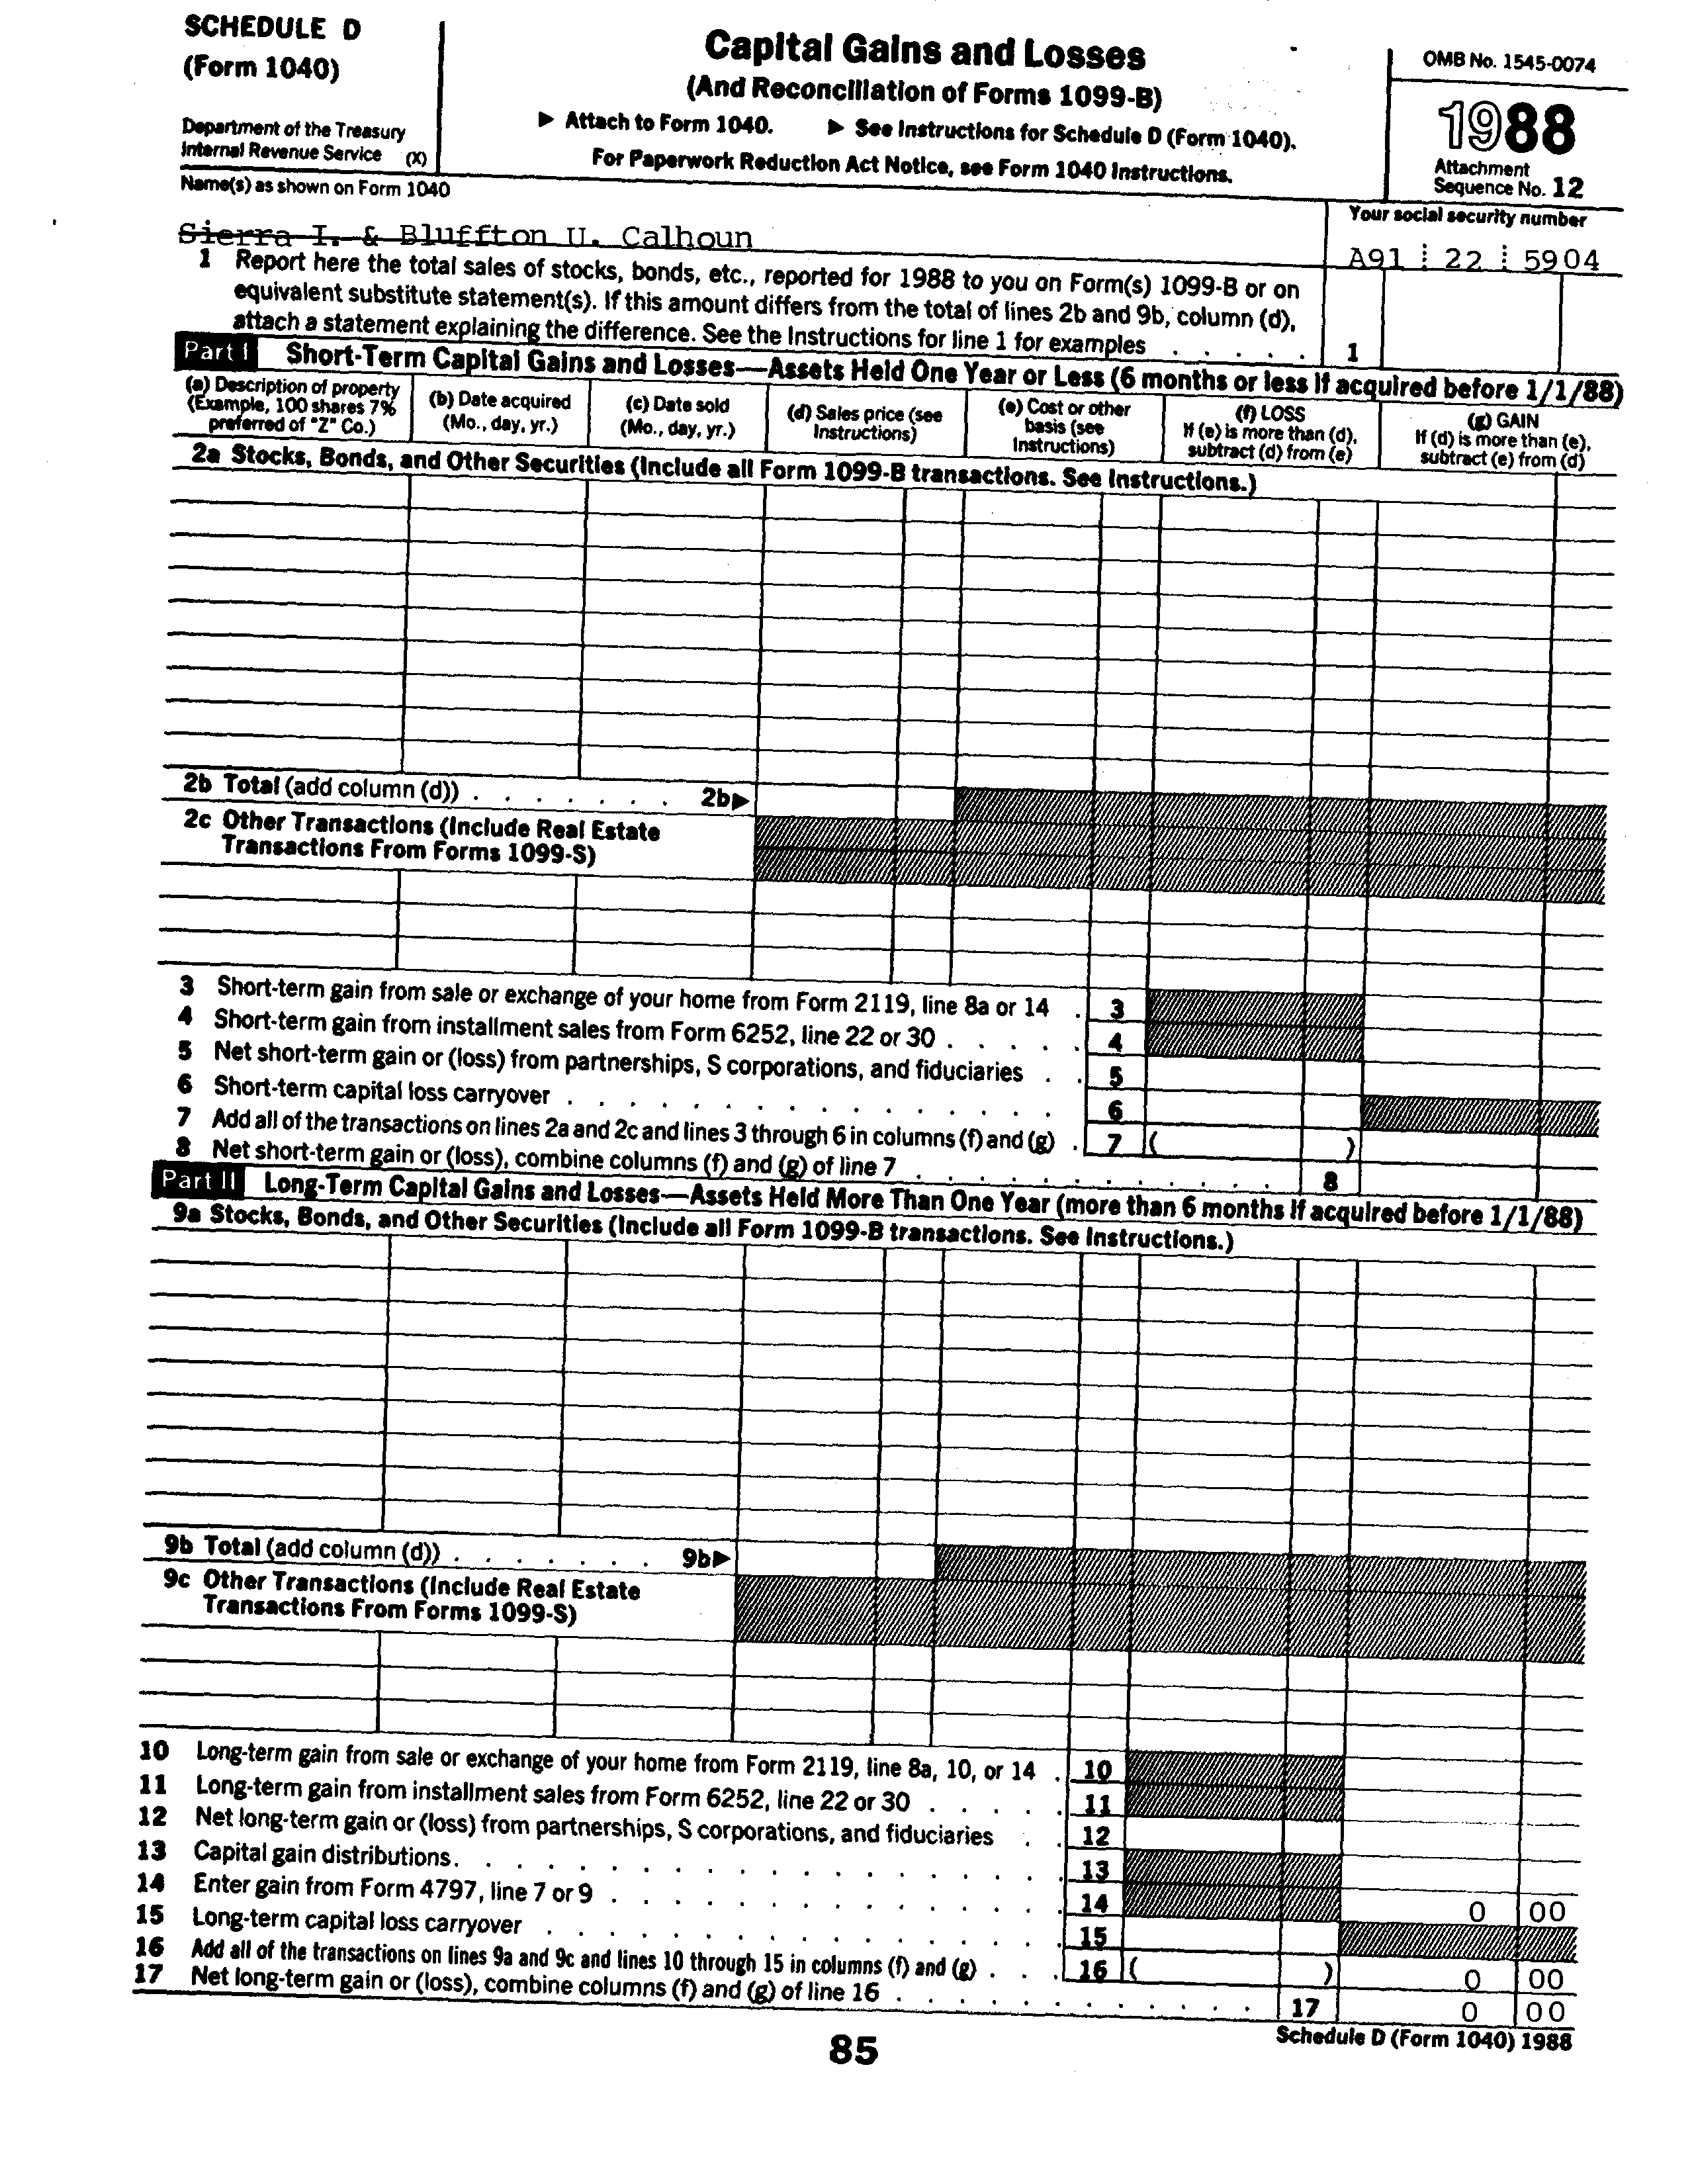 SCHEDULE D
(Form 1040)
Department of the Treasury
Internal Revenue Service (X)
Capital Gains and Losses
(And Reconciliation of Forms 1099-B)
▶ Attach to Form 1040. ▶ See Instructions for Schedule D (Form 1040).
For Paperwork Reduction Act Notice, see Form 1040 Instructions.
OMB No. 1545-0074
1988
Attachment
Sequence No. 12
Name(s) as shown on Form 1040
Your social security number
Sierra I. & Bluffton U. Calhoun
A91 22 5904
1 Report here the total sales of stocks, bonds, etc., reported for 1988 to you on Form(s) 1099-B or on
equivalent substitute statement(s). If this amount differs from the total of lines 2b and 9b, column (d),
attach a statement explaining the difference. See the Instructions for line 1 for examples . . . . . 1
Part I Short-Term Capital Gains and Losses—Assets Held One Year or Less (6 months or less if acquired before 1/1/88)
(a) Description of property
(Example, 100 shares 7%
preferred of "Z" Co.)
(b) Date acquired
(Mo., day, yr.)
(c) Date sold
(Mo., day, yr.)
(d) Sales price (see
Instructions)
(e) Cost or other
basis (see
Instructions)
(f) LOSS
If (e) is more than (d),
subtract (d) from (e)
(g) GAIN
If (d) is more than (e),
subtract (e) from (d)
2a Stocks, Bonds, and Other Securities (Include all Form 1099-B transactions. See Instructions.)
2b Total (add column (d)) . . . . . . . 2b▶
2c Other Transactions (Include Real Estate
Transactions From Forms 1099-S)
3 Short-term gain from sale or exchange of your home from Form 2119, line 8a or 14 . 3
4 Short-term gain from installment sales from Form 6252, line 22 or 30 . . . . . 4
5 Net short-term gain or (loss) from partnerships, S corporations, and fiduciaries . . 5
6 Short-term capital loss carryover . . . . . . . . . . . . . 6
7 Add all of the transactions on lines 2a and 2c and lines 3 through 6 in columns (f) and (g) . 7 ( )
8 Net short-term gain or (loss), combine columns (f) and (g) of line 7 . . . . . . . . . . . 8
Part II Long-Term Capital Gains and Losses—Assets Held More Than One Year (more than 6 months if acquired before 1/1/88)
9a Stocks, Bonds, and Other Securities (Include all Form 1099-B transactions. See Instructions.)
9b Total (add column (d)) . . . . . . . 9b▶
9c Other Transactions (Include Real Estate
Transactions From Forms 1099-S)
10 Long-term gain from sale or exchange of your home from Form 2119, line 8a, 10, or 14 . 10
11 Long-term gain from installment sales from Form 6252, line 22 or 30 . . . . . 11
12 Net long-term gain or (loss) from partnerships, S corporations, and fiduciaries . . 12
13 Capital gain distributions. . . . . . . . . . . . . . . . 13
14 Enter gain from Form 4797, line 7 or 9 . . . . . . . . . . . . 14 0 00
15 Long-term capital loss carryover . . . . . . . . . . . . . . 15
16 Add all of the transactions on lines 9a and 9c and lines 10 through 15 in columns (f) and (g) . . . 16 ( ) 0 00
17 Net long-term gain or (loss), combine columns (f) and (g) of line 16 . . . . . . . . . . . . 17 0 00
85
Schedule D (Form 1040) 1988